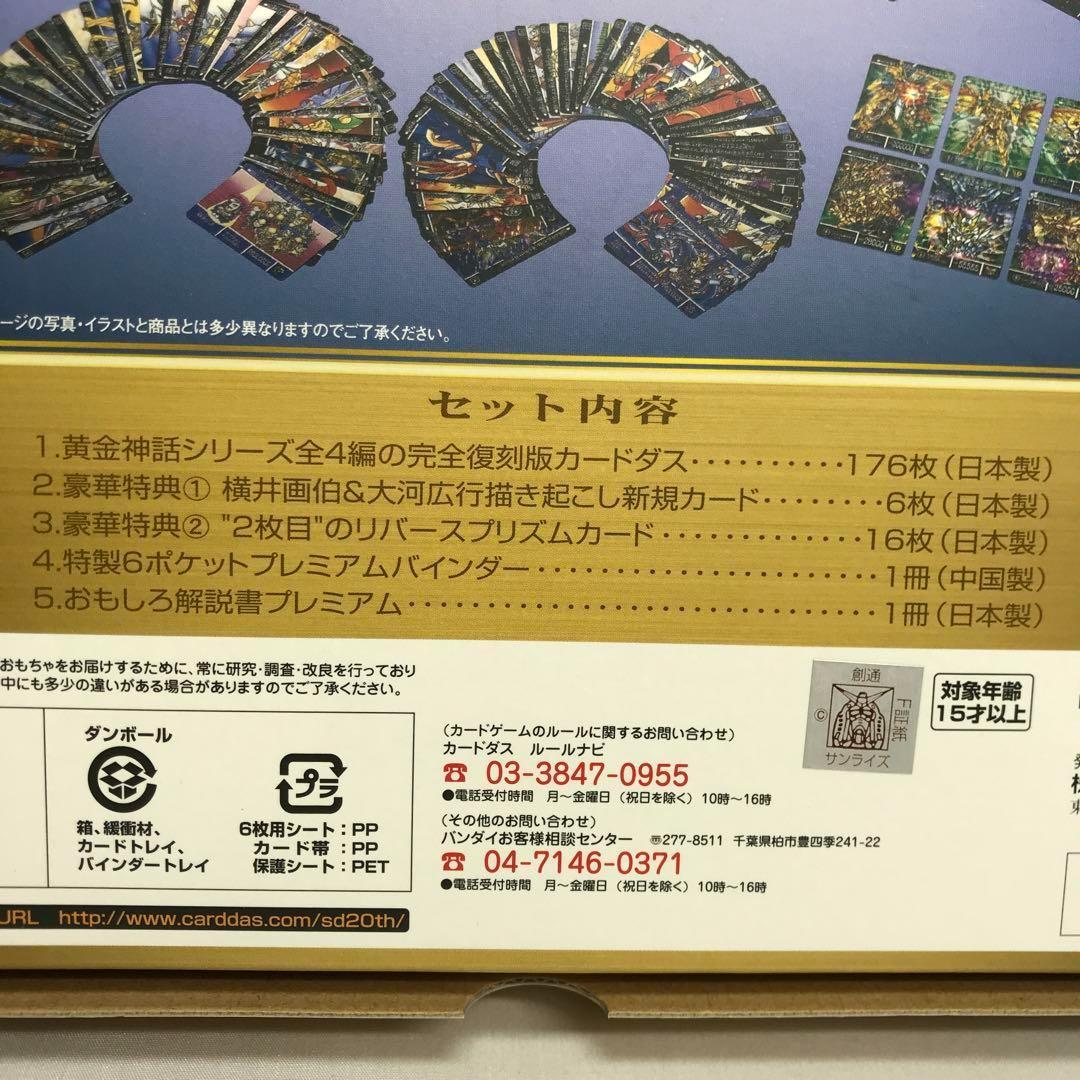 ージの写真・イラストと商品とは多少異なりますのでご了承ください。
セット内容
1.黄金神話シリーズ全4編の完全復刻版カードダス··········176枚(日本製)
2.豪華特典① 横井画伯&大河広行描き起こし新規カード········6枚(日本製)
3.豪華特典② "2枚目"のリバースプリズムカード·············16枚(日本製)
4.特製6ポケットプレミアムバインダー······················1冊(中国製)
5.おもしろ解説書プレミアム······························1冊(日本製)
おもちゃをお届けするために、常に研究・調査・改良を行っており
中にも多少の違いがある場合がありますのでご了承ください。
ダンボール
箱、緩衝材、
カードトレイ、
バインダートレイ
プラ
6枚用シート:PP
カード帯:PP
保護シート:PET
URL http://www.carddas.com/sd20th/
(カードゲームのルールに関するお問い合わせ)
カードダス ルールナビ
☎ 03-3847-0955
●電話受付時間 月~金曜日(祝日を除く)10時~16時
(その他のお問い合わせ)
バンダイお客様相談センター 〒277-8511 千葉県柏市豊四季241-22
☎ 04-7146-0371
●電話受付時間 月~金曜日(祝日を除く)10時~16時
創通
©
証紙
サンライズ
対象年齢
15才以上